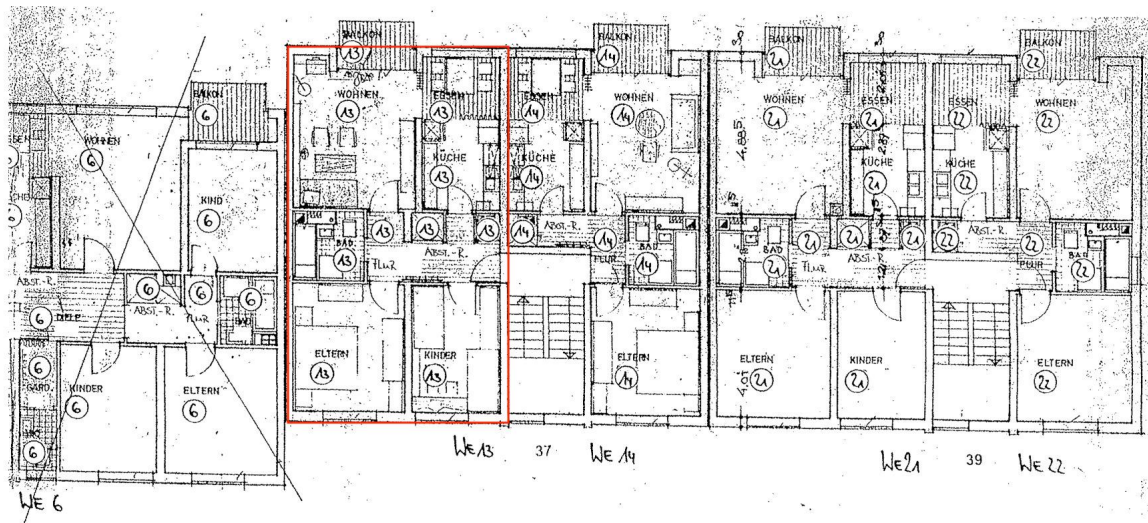 BALKON
6
WOHNEN
6
KIND
6
ABST.-R.
6
DIELE
6
ABST.-R.
6
FLUR
6
BAD
6
GARD.
6
KINDER
6
ELTERN
6
6
WE 6
BALKON
13
WOHNEN
13
ESSEN
13
KÜCHE
13
BAD
13
13
FLUR
13
ABST.-R.
13
ELTERN
13
KINDER
13
WE 13
37
BALKON
14
ESSEN
14
WOHNEN
14
KÜCHE
14
14
ABST.-R.
14
FLUR
BAD
14
ELTERN
14
WE 14
BALKON
21
WOHNEN
21
4.885
ESSEN
21
KÜCHE
21
BAD
21
21
FLUR
21
ABST.-R.
21
ELTERN
21
4.01
KINDER
21
WE 21
39
BALKON
22
ESSEN
22
WOHNEN
22
KÜCHE
22
22
ABST.-R.
22
FLUR
BAD
22
ELTERN
22
WE 22